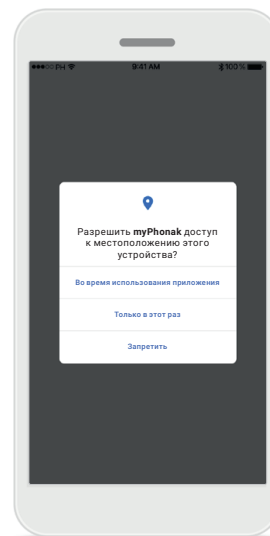 ●●●○○ PH 9:41 AM 100 %
Разрешить myPhonak доступ
к местоположению этого
устройства?
Во время использования приложения
Только в этот раз
Запретить